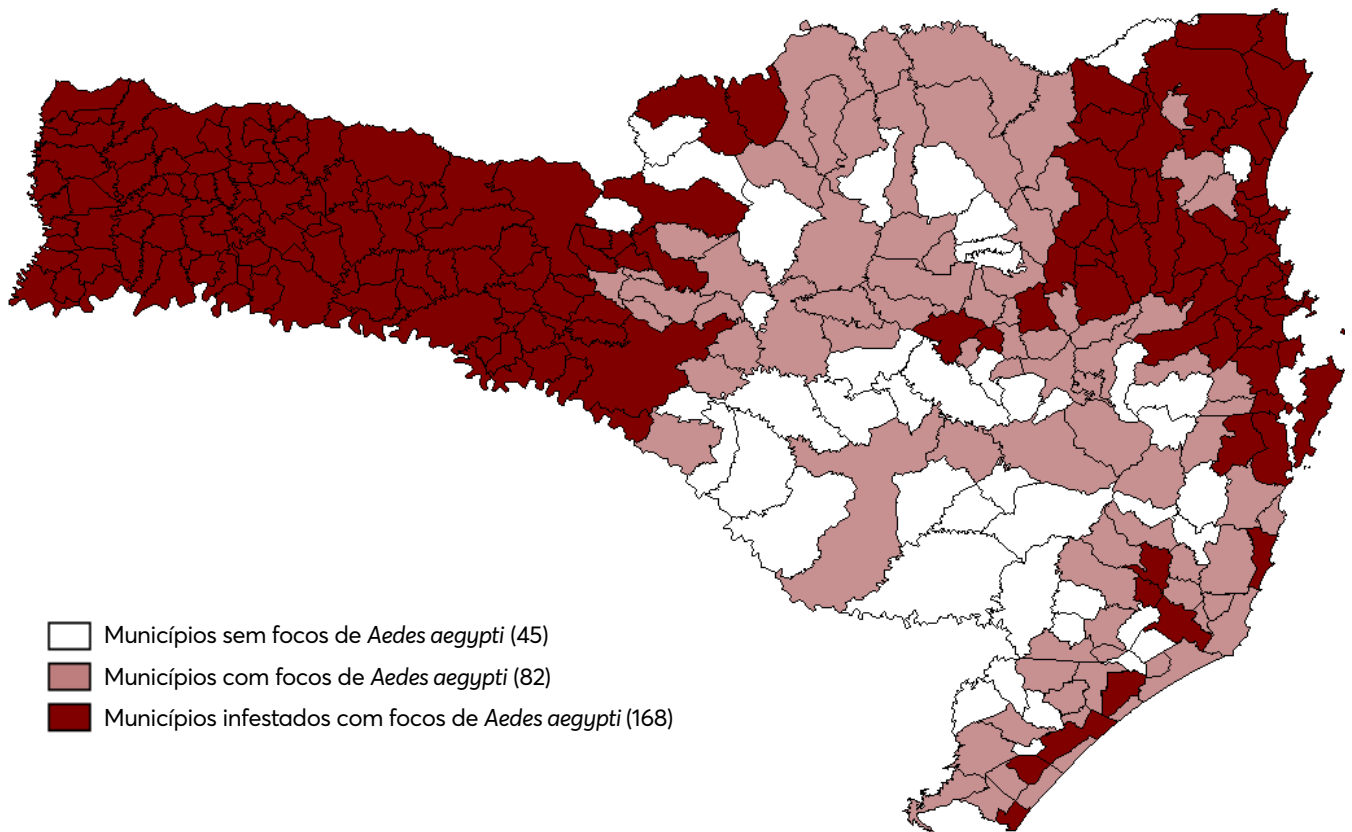 Municípios sem focos de Aedes aegypti (45)
Municípios com focos de Aedes aegypti (82)
Municípios infestados com focos de Aedes aegypti (168)